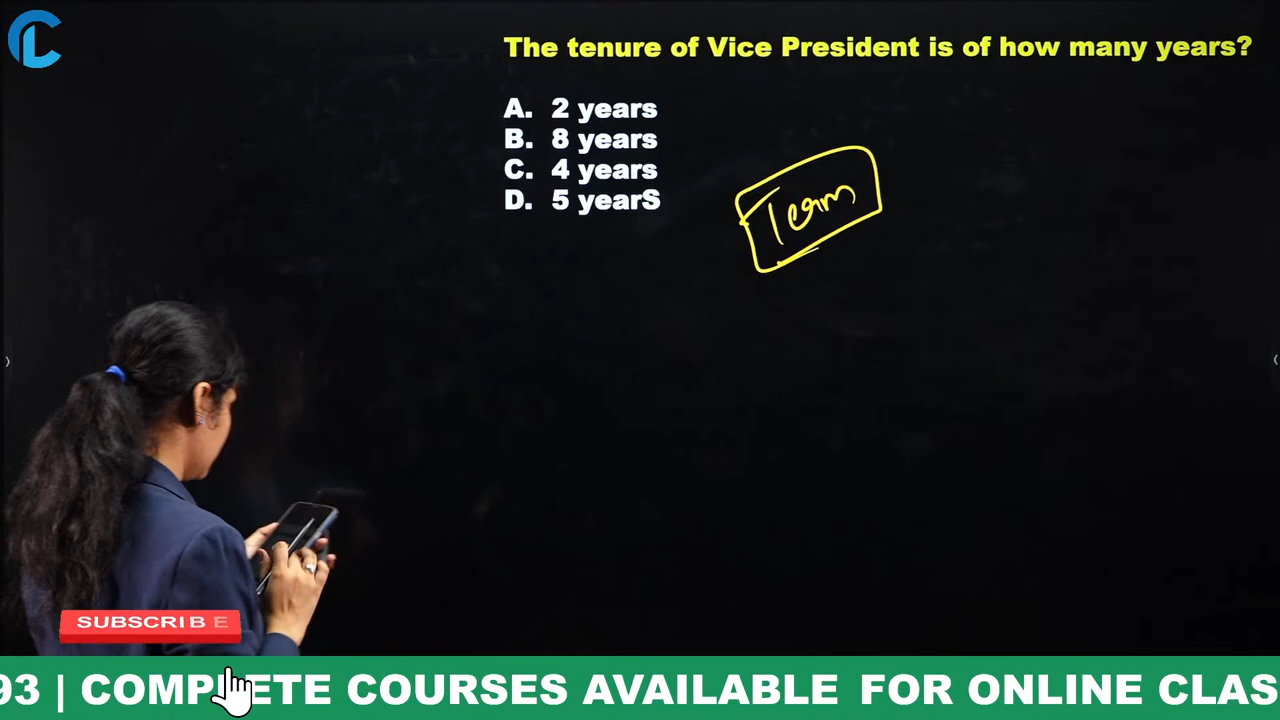 The tenure of Vice President is of how many years?
A. 2 years
B. 8 years
C. 4 years
D. 5 yearS
Term
SUBSCRIBE
93 | COMPLETE COURSES AVAILABLE FOR ONLINE CLAS